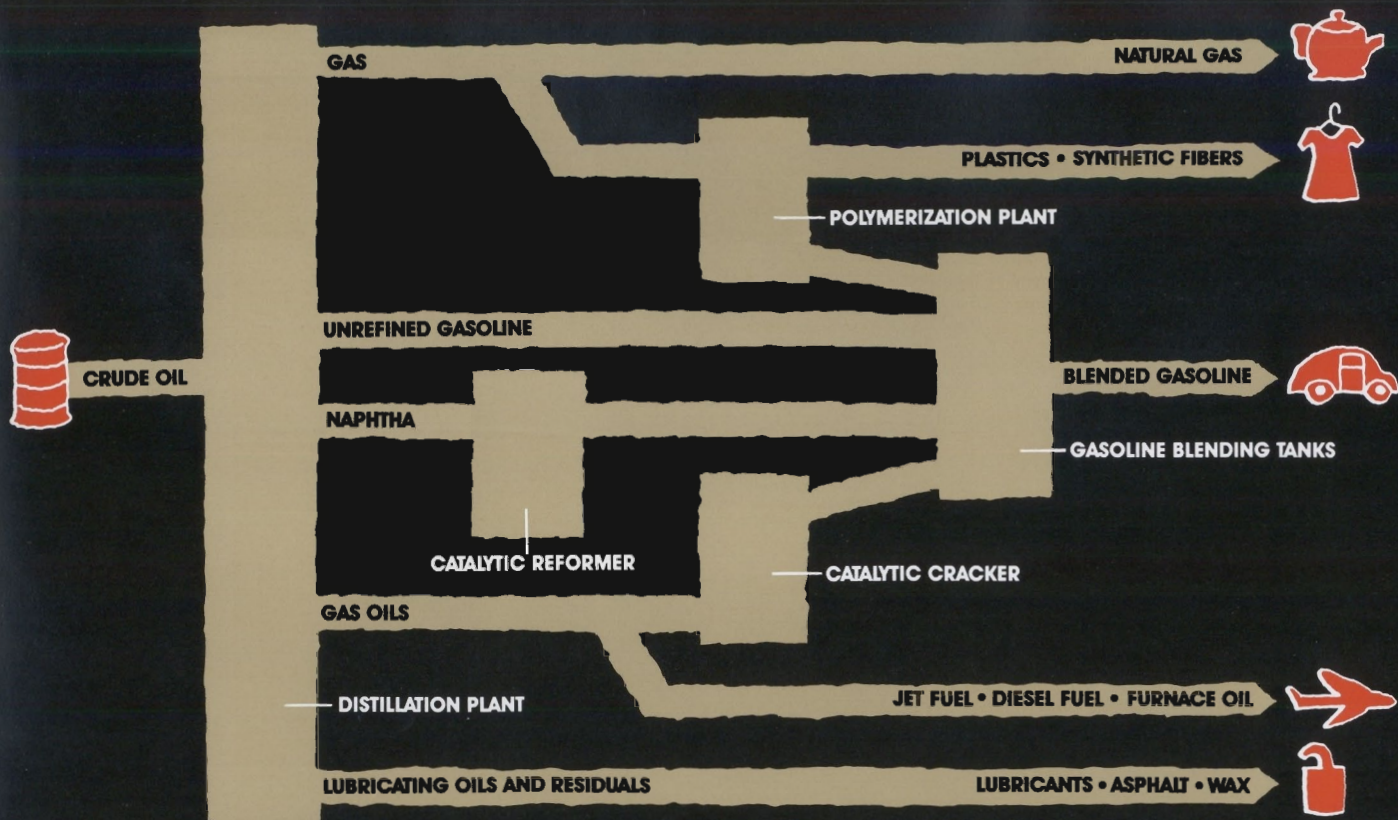 GAS
NATURAL GAS
PLASTICS • SYNTHETIC FIBERS
POLYMERIZATION PLANT
UNREFINED GASOLINE
CRUDE OIL
BLENDED GASOLINE
NAPHTHA
GASOLINE BLENDING TANKS
CATALYTIC REFORMER
CATALYTIC CRACKER
GAS OILS
JET FUEL • DIESEL FUEL • FURNACE OIL
DISTILLATION PLANT
LUBRICATING OILS AND RESIDUALS
LUBRICANTS • ASPHALT • WAX